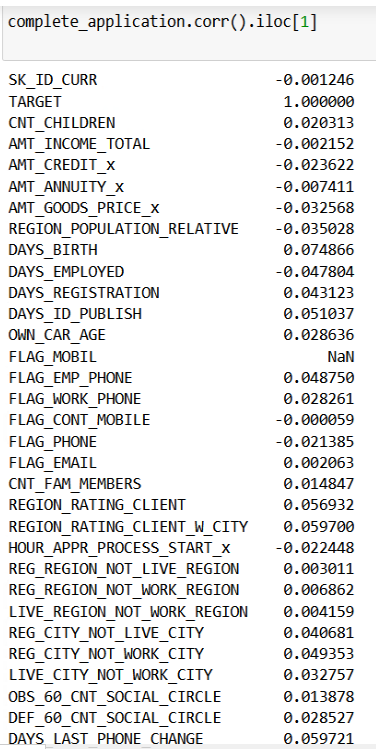 complete_application.corr().iloc[1]
SK_ID_CURR -0.001246
TARGET 1.000000
CNT_CHILDREN 0.020313
AMT_INCOME_TOTAL -0.002152
AMT_CREDIT_x -0.023622
AMT_ANNUITY_x -0.007411
AMT_GOODS_PRICE_x -0.032568
REGION_POPULATION_RELATIVE -0.035028
DAYS_BIRTH 0.074866
DAYS_EMPLOYED -0.047804
DAYS_REGISTRATION 0.043123
DAYS_ID_PUBLISH 0.051037
OWN_CAR_AGE 0.028636
FLAG_MOBIL NaN
FLAG_EMP_PHONE 0.048750
FLAG_WORK_PHONE 0.028261
FLAG_CONT_MOBILE -0.000059
FLAG_PHONE -0.021385
FLAG_EMAIL 0.002063
CNT_FAM_MEMBERS 0.014847
REGION_RATING_CLIENT 0.056932
REGION_RATING_CLIENT_W_CITY 0.059700
HOUR_APPR_PROCESS_START_x -0.022448
REG_REGION_NOT_LIVE_REGION 0.003011
REG_REGION_NOT_WORK_REGION 0.006862
LIVE_REGION_NOT_WORK_REGION 0.004159
REG_CITY_NOT_LIVE_CITY 0.040681
REG_CITY_NOT_WORK_CITY 0.049353
LIVE_CITY_NOT_WORK_CITY 0.032757
OBS_60_CNT_SOCIAL_CIRCLE 0.013878
DEF_60_CNT_SOCIAL_CIRCLE 0.028527
DAYS_LAST_PHONE_CHANGE 0.059721